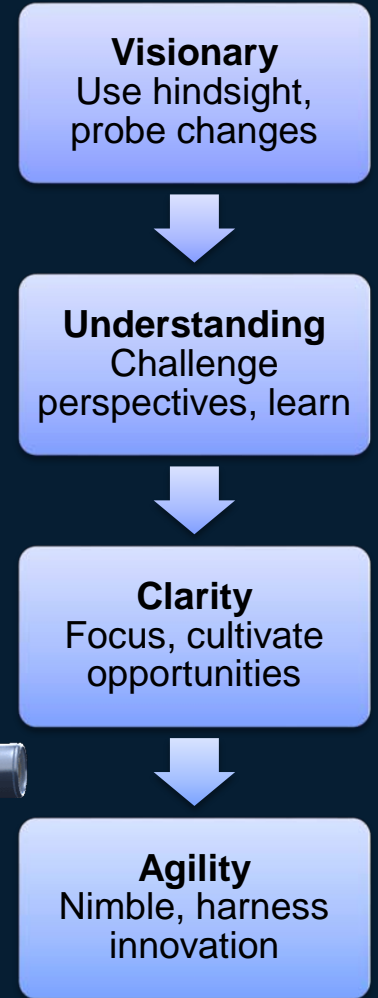 Visionary
Use hindsight,
probe changes
Understanding
Challenge
perspectives, learn
Clarity
Focus, cultivate
opportunities
Agility
Nimble, harness
innovation